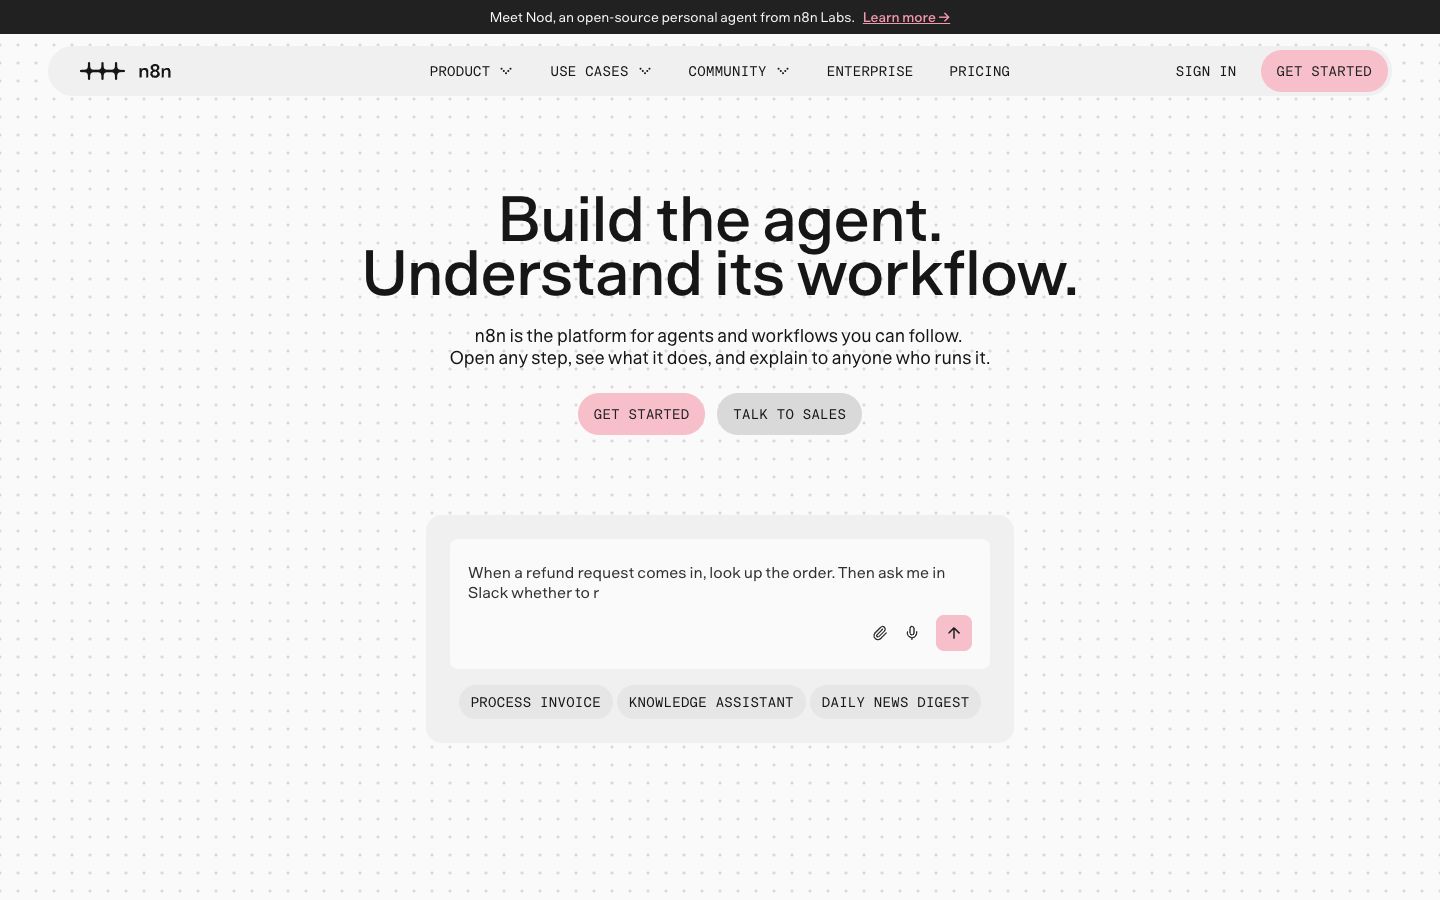 Meet Nod, an open-source personal agent from n8n Labs. Learn more →
n8n PRODUCT USE CASES COMMUNITY ENTERPRISE PRICING SIGN IN GET STARTED
Build the agent.
Understand its workflow.
n8n is the platform for agents and workflows you can follow.
Open any step, see what it does, and explain to anyone who runs it.
GET STARTED TALK TO SALES
When a refund request comes in, look up the order. Then ask me in
Slack whether to r
PROCESS INVOICE KNOWLEDGE ASSISTANT DAILY NEWS DIGEST